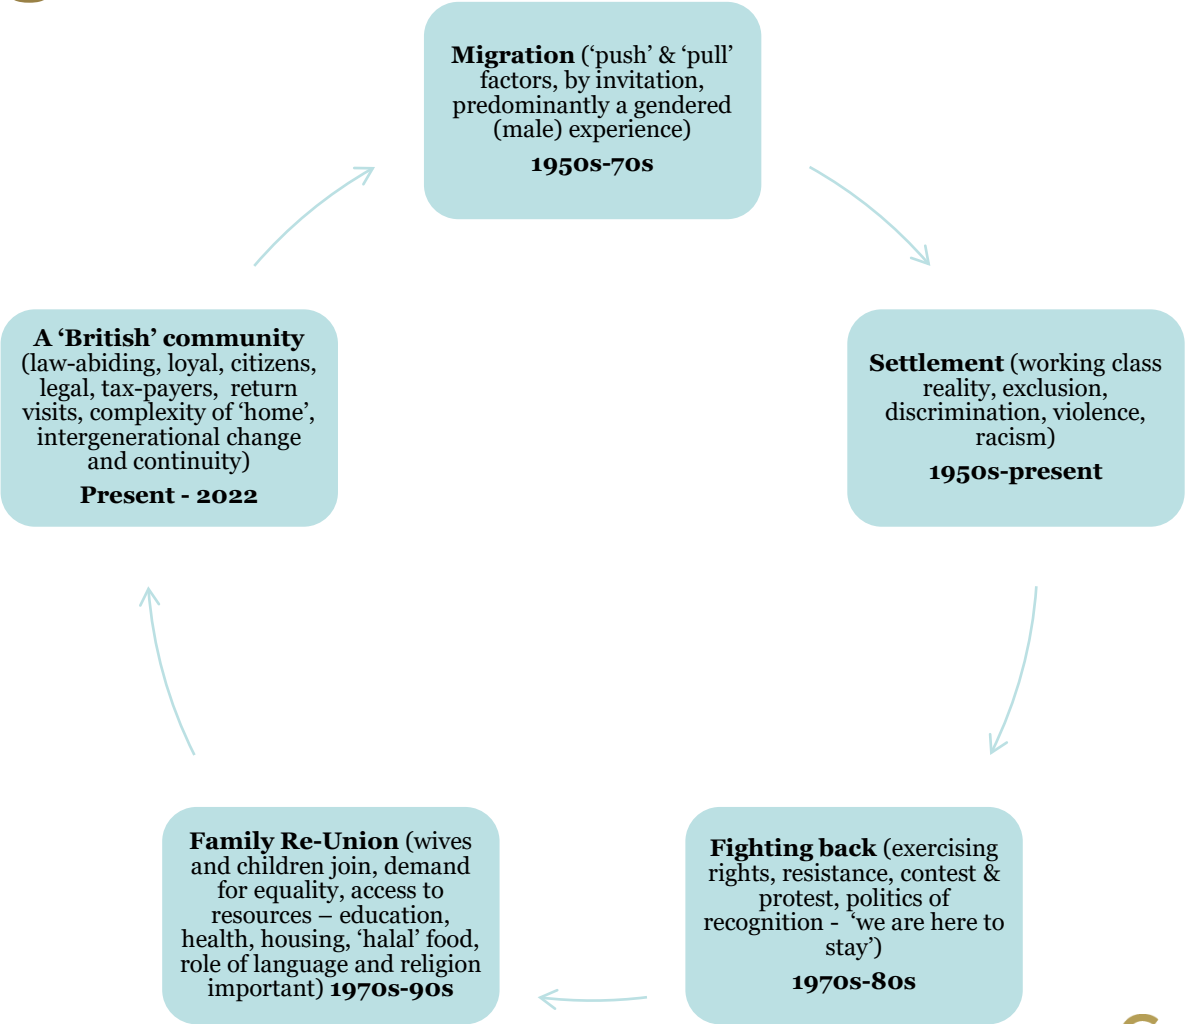 Migration (‘push’ & ‘pull’
factors, by invitation,
predominantly a gendered
(male) experience)
1950s-70s
Settlement (working class
reality, exclusion,
discrimination, violence,
racism)
1950s-present
Fighting back (exercising
rights, resistance, contest &
protest, politics of
recognition - ‘we are here to
stay’)
1970s-80s
Family Re-Union (wives
and children join, demand
for equality, access to
resources – education,
health, housing, ‘halal’ food,
role of language and religion
important) 1970s-90s
A ‘British’ community
(law-abiding, loyal, citizens,
legal, tax-payers, return
visits, complexity of ‘home’,
intergenerational change
and continuity)
Present - 2022